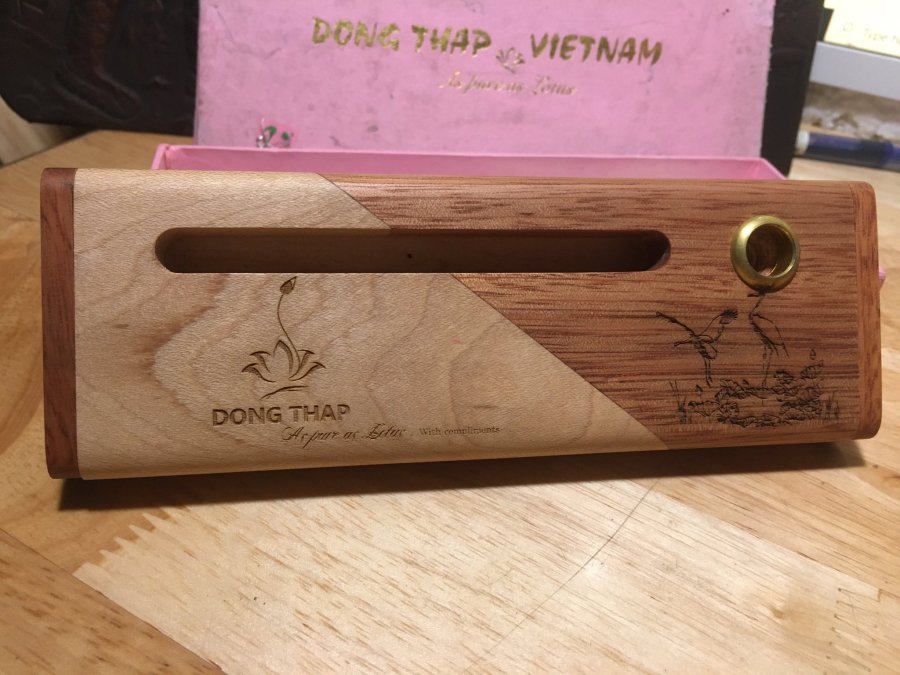 DONG THAP VIETNAM
As pure as Lotus
DONG THAP
As pure as Lotus . With compliments